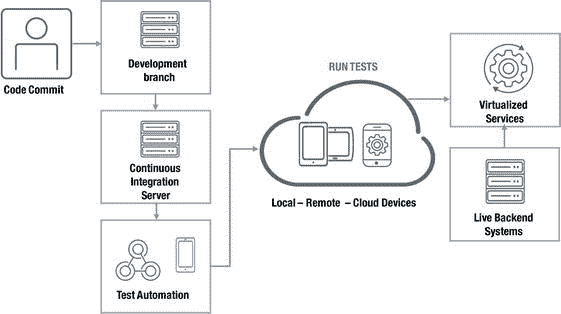 Code Commit
Development
branch
Continuous
Integration
Server
Test Automation
RUN TESTS
Local – Remote – Cloud Devices
Virtualized
Services
Live Backend
Systems